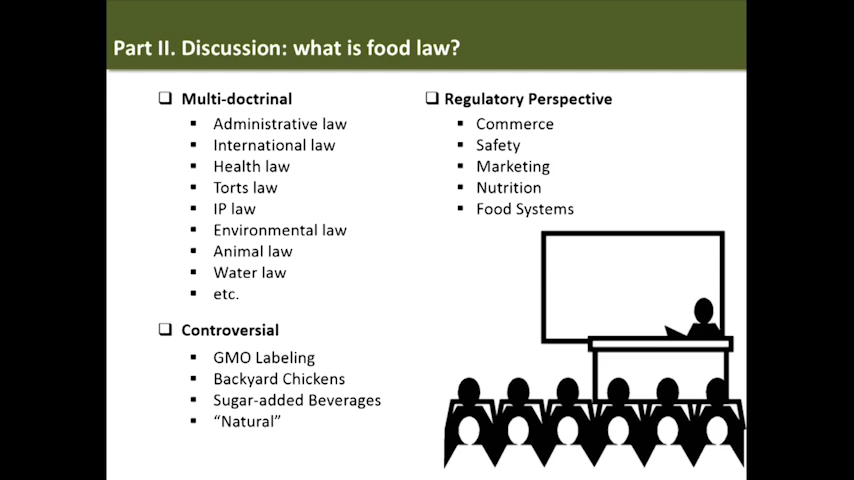 Part II. Discussion: what is food law?
❑ Multi-doctrinal
▪ Administrative law
▪ International law
▪ Health law
▪ Torts law
▪ IP law
▪ Environmental law
▪ Animal law
▪ Water law
▪ etc.
❑ Controversial
▪ GMO Labeling
▪ Backyard Chickens
▪ Sugar-added Beverages
▪ “Natural”
❑ Regulatory Perspective
▪ Commerce
▪ Safety
▪ Marketing
▪ Nutrition
▪ Food Systems